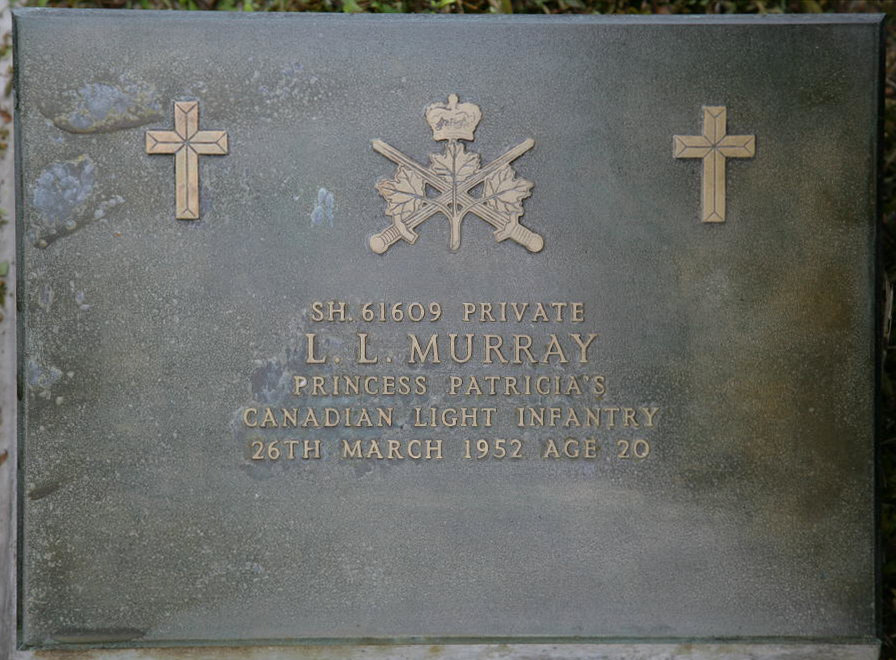 SH. 61609 PRIVATE
L. L. MURRAY
PRINCESS PATRICIA'S
CANADIAN LIGHT INFANTRY
26TH MARCH 1952 AGE 20